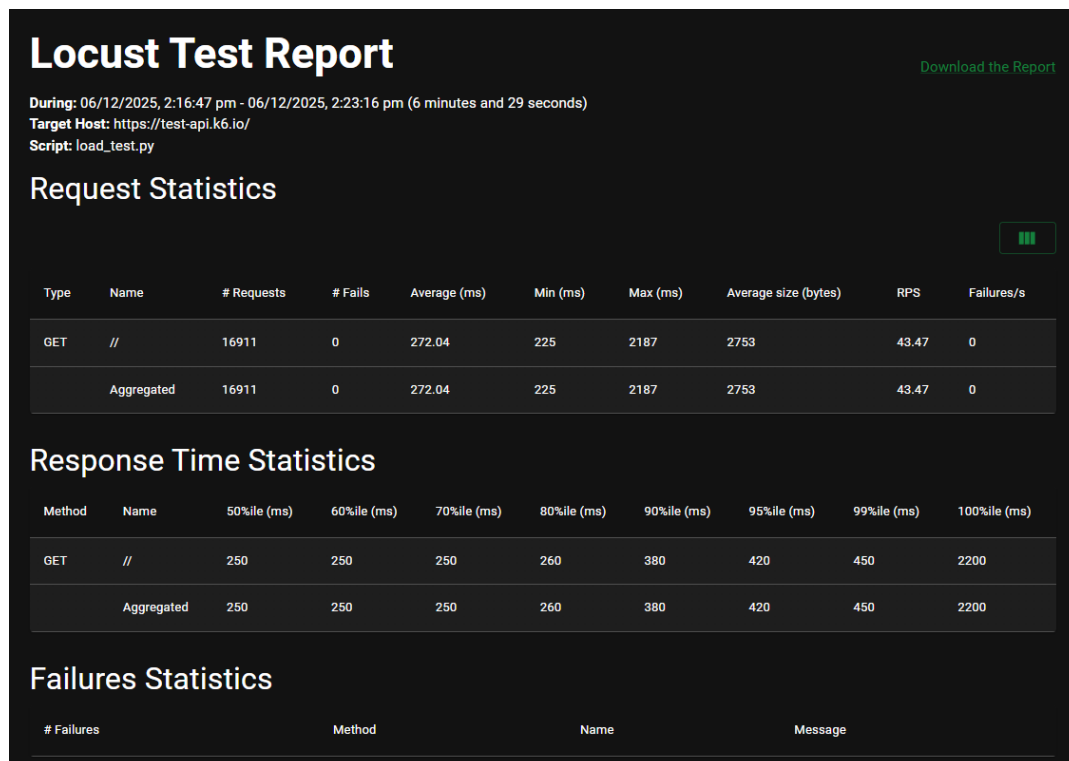 Locust Test Report
Download the Report
During: 06/12/2025, 2:16:47 pm - 06/12/2025, 2:23:16 pm (6 minutes and 29 seconds)
Target Host: https://test-api.k6.io/
Script: load_test.py
Request Statistics
Type Name # Requests # Fails Average (ms) Min (ms) Max (ms) Average size (bytes) RPS Failures/s
GET // 16911 0 272.04 225 2187 2753 43.47 0
Aggregated 16911 0 272.04 225 2187 2753 43.47 0
Response Time Statistics
Method Name 50%ile (ms) 60%ile (ms) 70%ile (ms) 80%ile (ms) 90%ile (ms) 95%ile (ms) 99%ile (ms) 100%ile (ms)
GET // 250 250 250 260 380 420 450 2200
Aggregated 250 250 250 260 380 420 450 2200
Failures Statistics
# Failures Method Name Message